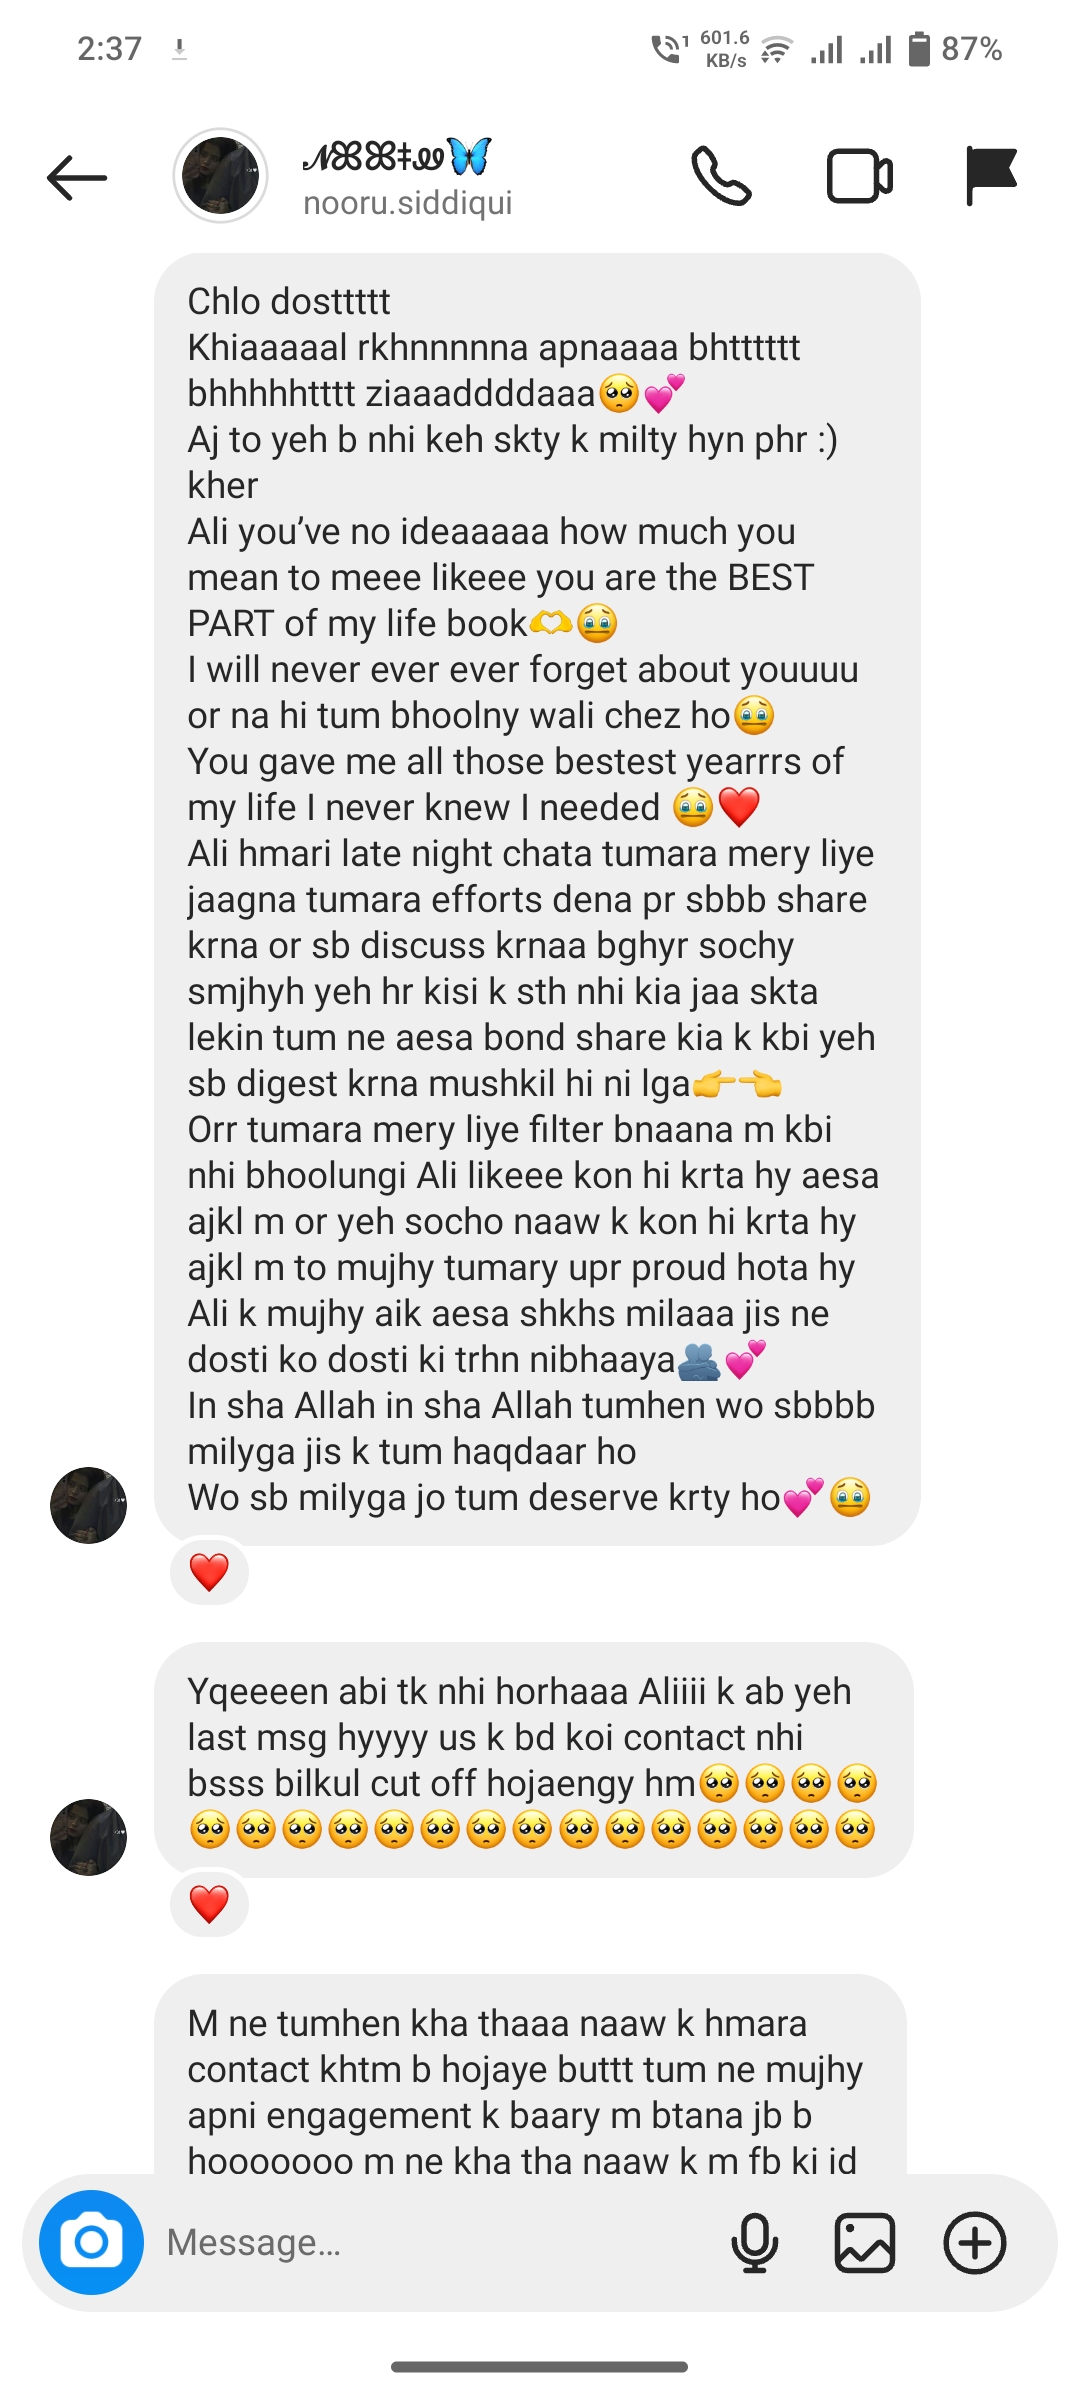 2:37
1 601.6 KB/s 87%
nooru.siddiqui
Chlo dosttttt
Khiaaaaal rkhnnnnna apnaaaa bhtttttt
bhhhhhtttt ziaaaddddaaa🥺💕
Aj to yeh b nhi keh skty k milty hyn phr :)
kher
Ali you’ve no ideaaaaa how much you
mean to meee likeee you are the BEST
PART of my life book🫶🥹
I will never ever ever forget about youuuu
or na hi tum bhoolny wali chez ho🥹
You gave me all those bestest yearrrs of
my life I never knew I needed 🥹❤️
Ali hmari late night chata tumara mery liye
jaagna tumara efforts dena pr sbbb share
krna or sb discuss krnaa bghyr sochy
smjhyh yeh hr kisi k sth nhi kia jaa skta
lekin tum ne aesa bond share kia k kbi yeh
sb digest krna mushkil hi ni lga👉👈
Orr tumara mery liye filter bnaana m kbi
nhi bhoolungi Ali likeee kon hi krta hy aesa
ajkl m or yeh socho naaw k kon hi krta hy
ajkl m to mujhy tumary upr proud hota hy
Ali k mujhy aik aesa shkhs milaaa jis ne
dosti ko dosti ki trhn nibhaaya🫂💕
In sha Allah in sha Allah tumhen wo sbbbb
milyga jis k tum haqdaar ho
Wo sb milyga jo tum deserve krty ho💕🥹
❤️
Yqeeeen abi tk nhi horhaaa Aliiii k ab yeh
last msg hyyyy us k bd koi contact nhi
bsss bilkul cut off hojaengy hm🥺🥺🥺🥺
🥺🥺🥺🥺🥺🥺🥺🥺🥺🥺🥺🥺🥺🥺🥺
❤️
M ne tumhen kha thaaa naaw k hmara
contact khtm b hojaye buttt tum ne mujhy
apni engagement k baary m btana jb b
hooooooo m ne kha tha naaw k m fb ki id
Message…